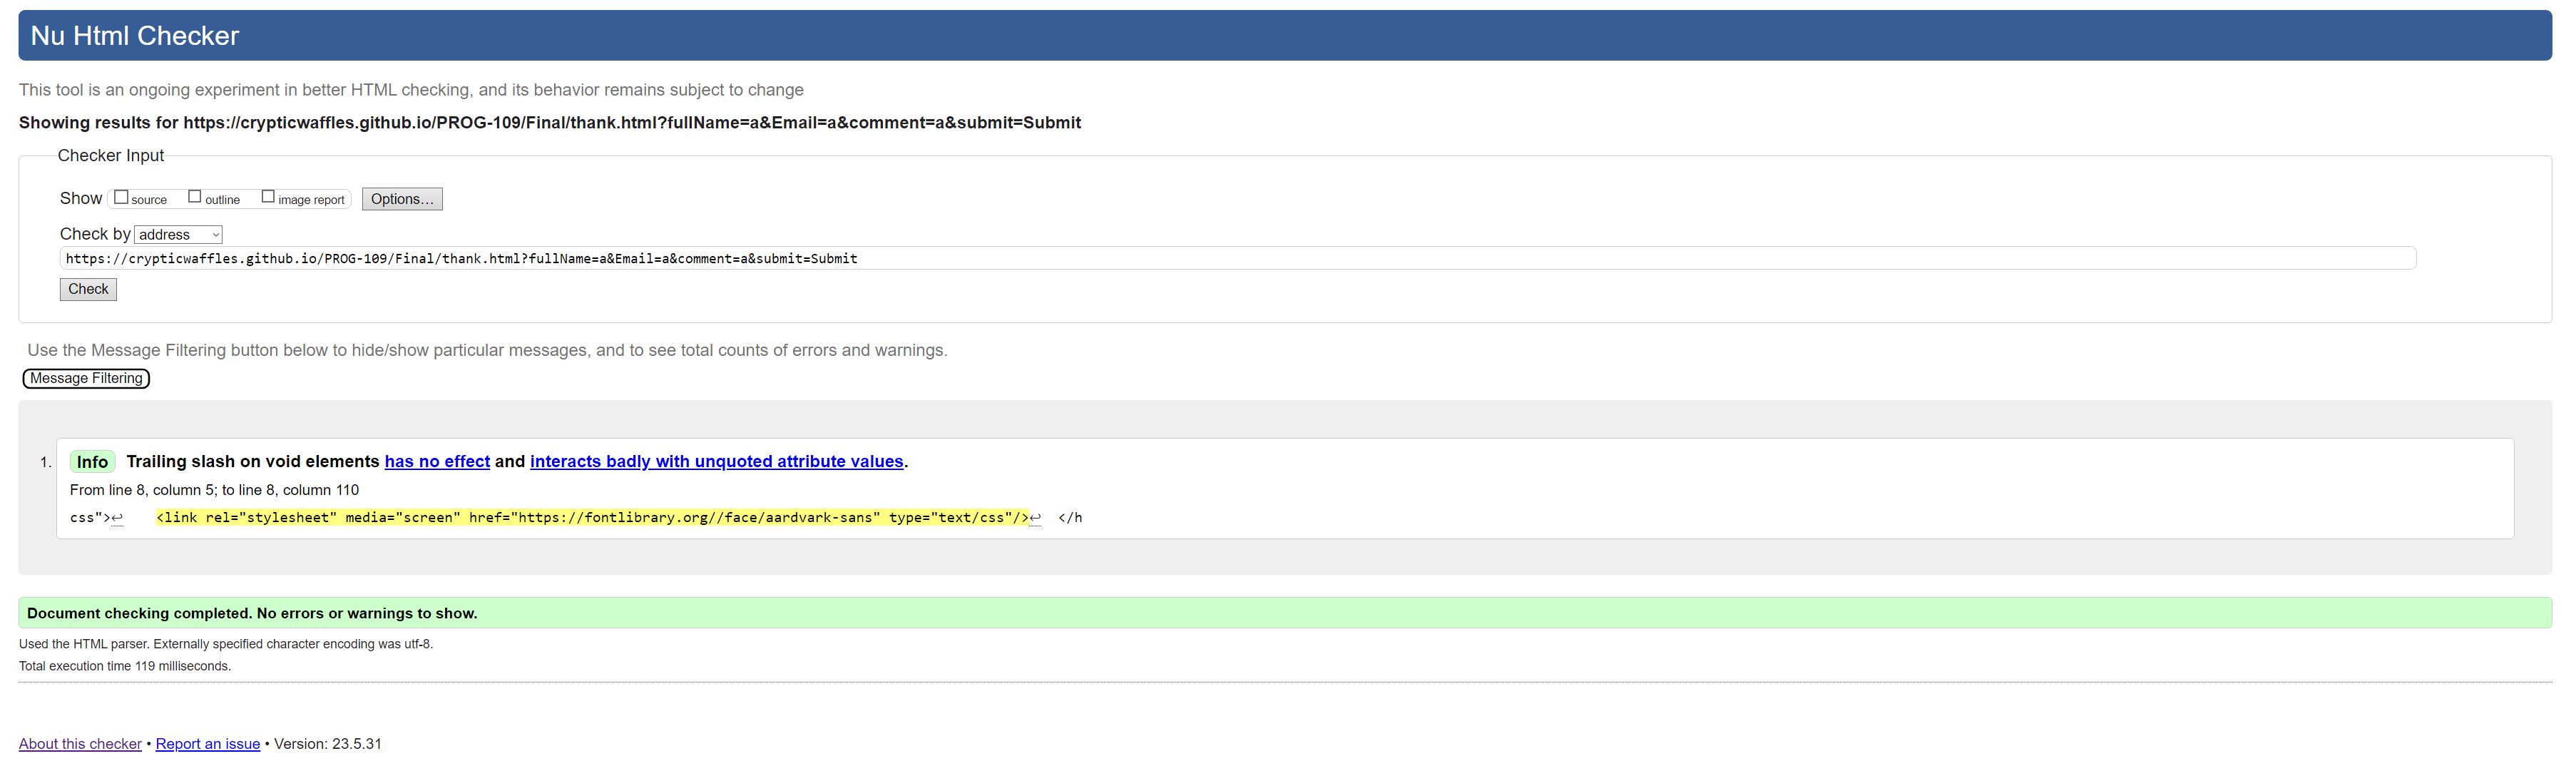 Nu Html Checker
This tool is an ongoing experiment in better HTML checking, and its behavior remains subject to change
Showing results for https://crypticwaffles.github.io/PROG-109/Final/thank.html?fullName=a&Email=a&comment=a&submit=Submit
Checker Input
Show source outline image report Options…
Check by address
https://crypticwaffles.github.io/PROG-109/Final/thank.html?fullName=a&Email=a&comment=a&submit=Submit
Check
Use the Message Filtering button below to hide/show particular messages, and to see total counts of errors and warnings.
Message Filtering
1. Info Trailing slash on void elements has no effect and interacts badly with unquoted attribute values.
From line 8, column 5; to line 8, column 110
css">↩    <link rel="stylesheet" media="screen" href="https://fontlibrary.org//face/aardvark-sans" type="text/css"/>↩  </h
Document checking completed. No errors or warnings to show.
Used the HTML parser. Externally specified character encoding was utf-8.
Total execution time 119 milliseconds.
About this checker • Report an issue • Version: 23.5.31